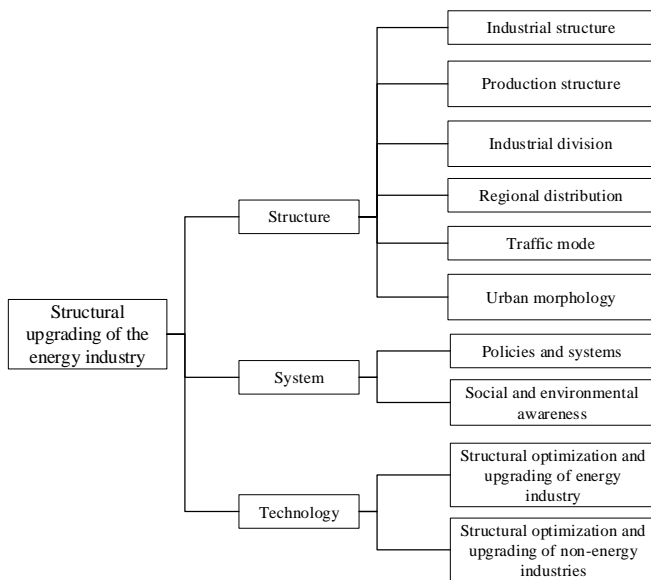 Structural
upgrading of the
energy industry
Structure
System
Technology
Industrial structure
Production structure
Industrial division
Regional distribution
Traffic mode
Urban morphology
Policies and systems
Social and environmental
awareness
Structural optimization and
upgrading of energy
industry
Structural optimization and
upgrading of non-energy
industries